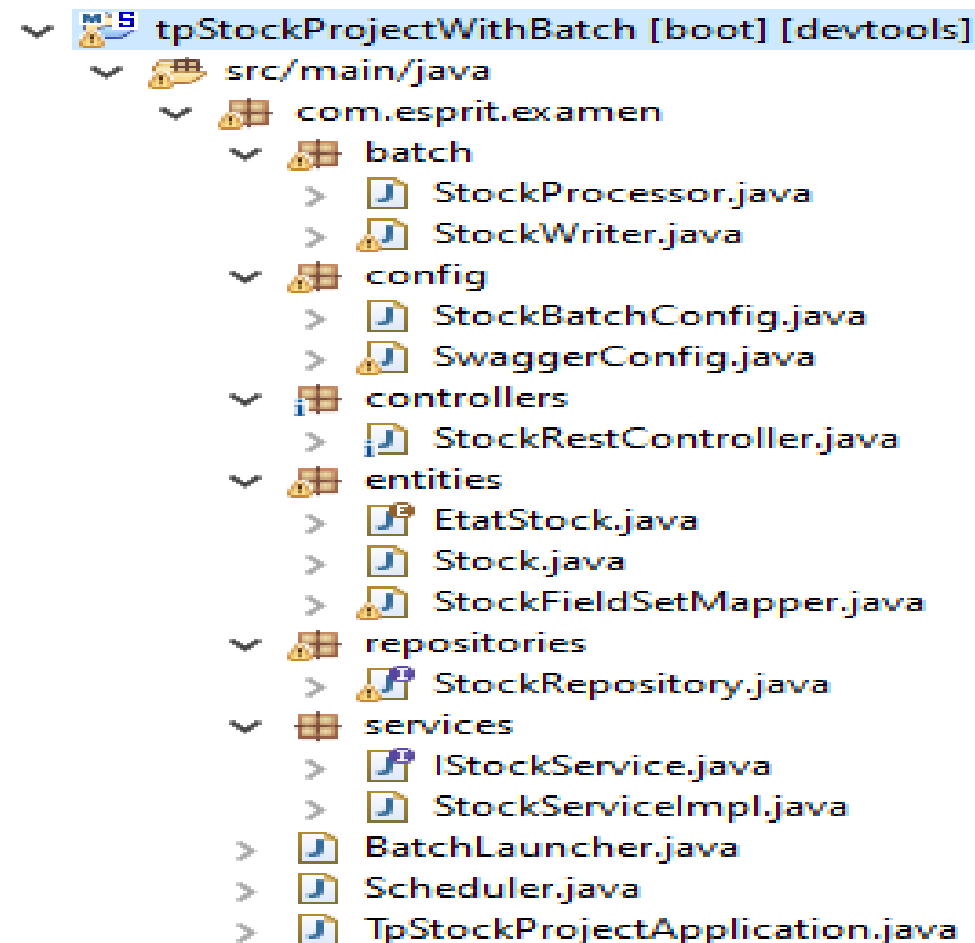 tpStockProjectWithBatch [boot] [devtools]
src/main/java
com.esprit.examen
batch
StockProcessor.java
StockWriter.java
config
StockBatchConfig.java
SwaggerConfig.java
controllers
StockRestController.java
entities
EtatStock.java
Stock.java
StockFieldSetMapper.java
repositories
StockRepository.java
services
IStockService.java
StockServiceImpl.java
BatchLauncher.java
Scheduler.java
TpStockProjectApplication.java